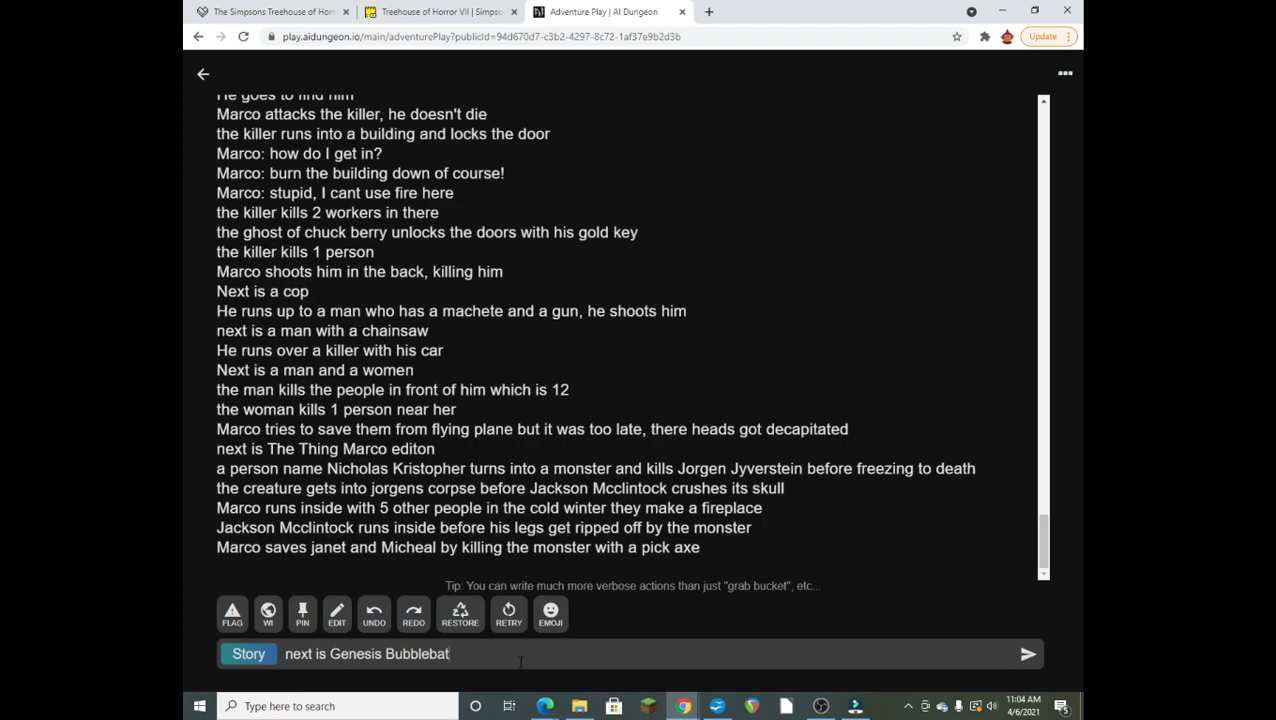 The Simpsons Treehouse of Horr
Treehouse of Horror VII | Simpso
Adventure Play | AI Dungeon
play.aidungeon.io/main/adventurePlay?publicId=94d670d7-c3b2-4297-8c72-1af37e9b2d3b
Update
He goes to find him
Marco attacks the killer, he doesn't die
the killer runs into a building and locks the door
Marco: how do I get in?
Marco: burn the building down of course!
Marco: stupid, I cant use fire here
the killer kills 2 workers in there
the ghost of chuck berry unlocks the doors with his gold key
the killer kills 1 person
Marco shoots him in the back, killing him
Next is a cop
He runs up to a man who has a machete and a gun, he shoots him
next is a man with a chainsaw
He runs over a killer with his car
Next is a man and a women
the man kills the people in front of him which is 12
the woman kills 1 person near her
Marco tries to save them from flying plane but it was too late, there heads got decapitated
next is The Thing Marco editon
a person name Nicholas Kristopher turns into a monster and kills Jorgen Jyverstein before freezing to death
the creature gets into jorgens corpse before Jackson Mcclintock crushes its skull
Marco runs inside with 5 other people in the cold winter they make a fireplace
Jackson Mcclintock runs inside before his legs get ripped off by the monster
Marco saves janet and Micheal by killing the monster with a pick axe
Tip: You can write much more verbose actions than just "grab bucket", etc...
FLAG WI PIN EDIT UNDO REDO RESTORE RETRY EMOJI
Story next is Genesis Bubblebat
Type here to search
11:04 AM
4/6/2021